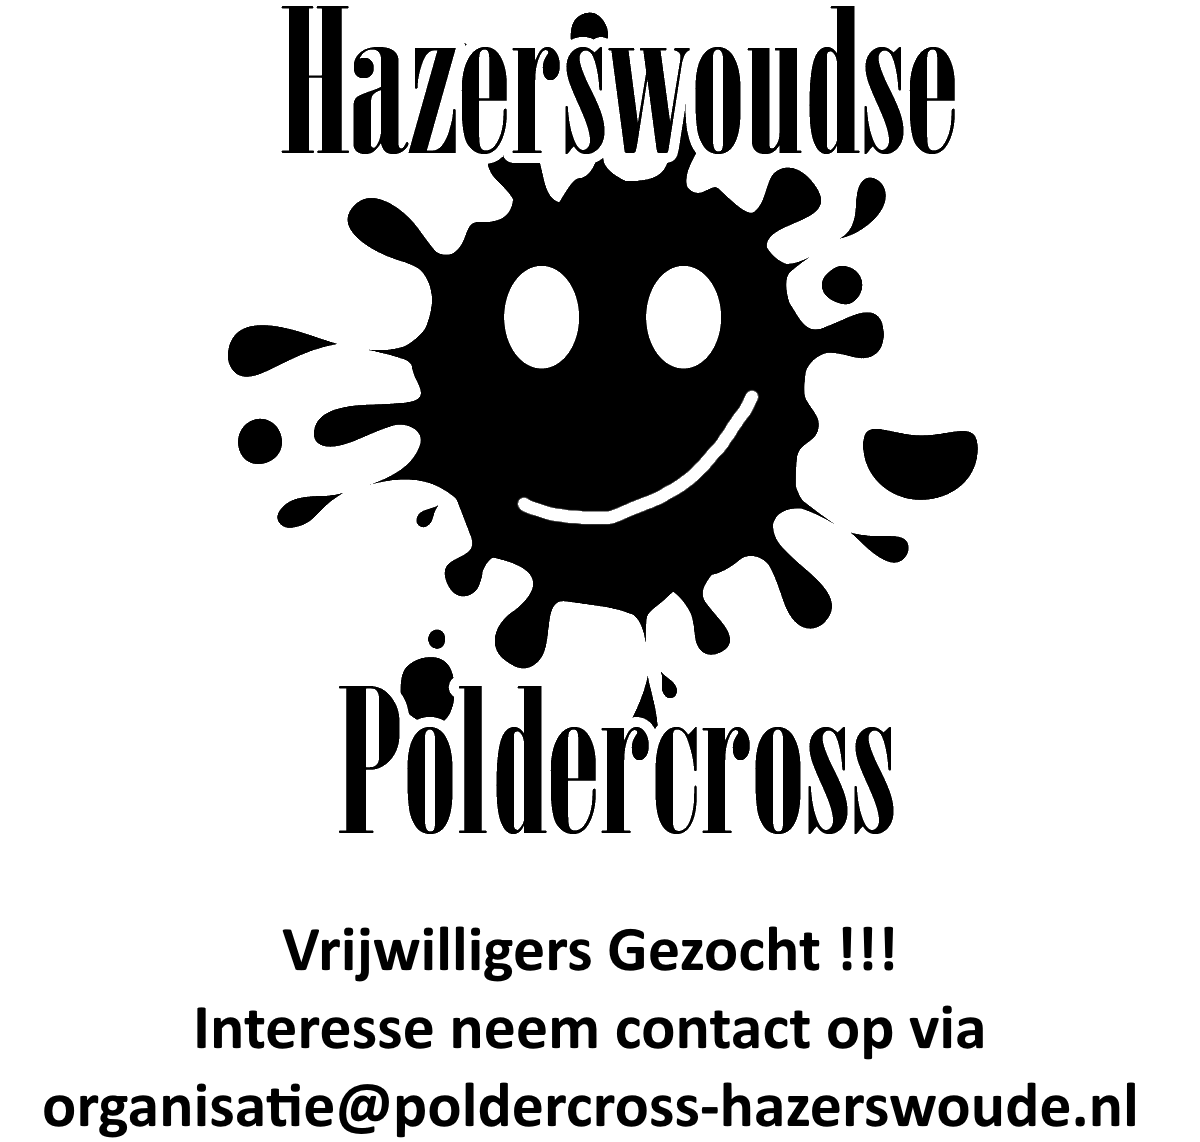 Hazerswoudse
Poldercross
Vrijwilligers Gezocht !!!
Interesse neem contact op via
organisatie@poldercross-hazerswoude.nl